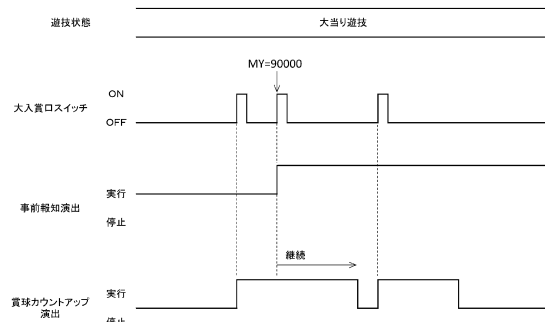 遊技状態
大当り遊技
MY=90000
大入賞口スイッチ
ON
OFF
事前報知演出
実行
停止
継続
賞球カウントアップ
演出
実行
停止